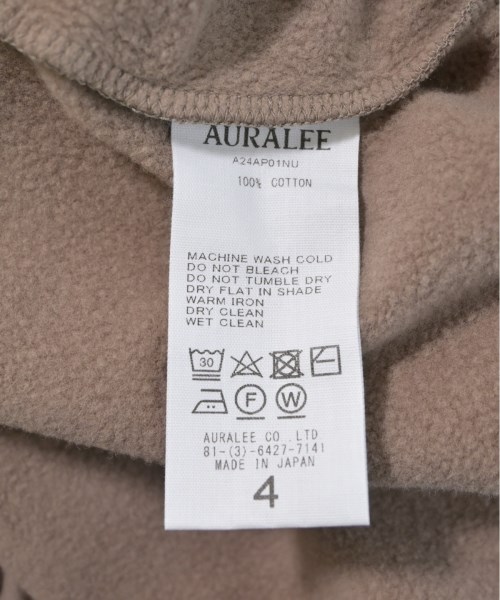 AURALEE
A24AP01NU
100% COTTON
MACHINE WASH COLD
DO NOT BLEACH
DO NOT TUMBLE DRY
DRY FLAT IN SHADE
WARM IRON
DRY CLEAN
WET CLEAN
30
F W
AURALEE CO.,LTD
81-(3)-6427-7141
MADE IN JAPAN
4